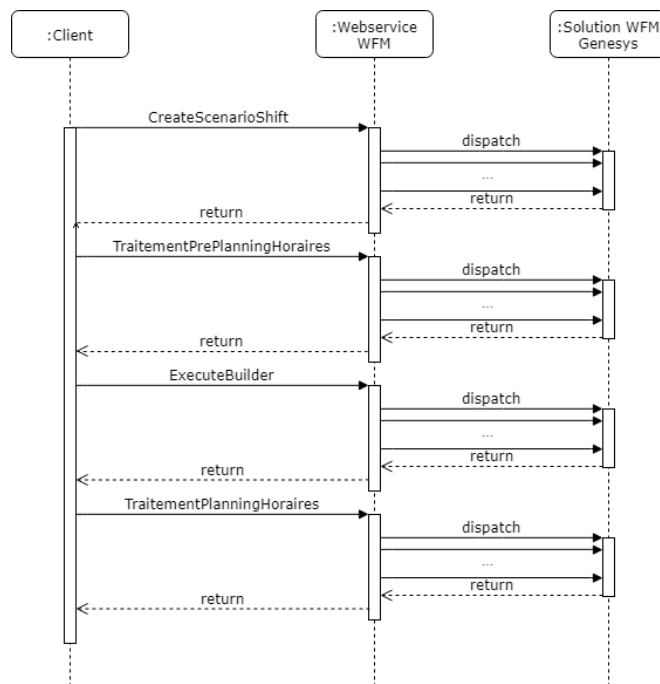 :Client
:Webservice
WFM
:Solution WFM
Genesys
CreateScenarioShift
dispatch
...
return
return
TraitementPrePlanningHoraires
dispatch
...
return
return
ExecuteBuilder
dispatch
...
return
return
TraitementPlanningHoraires
dispatch
...
return
return